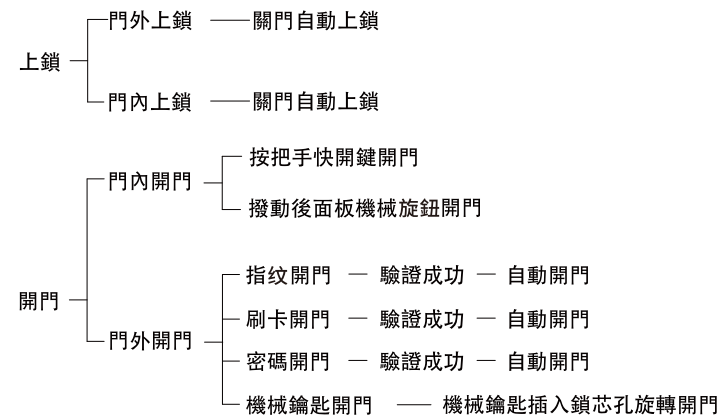 門外上鎖 關門自動上鎖
上鎖
門內上鎖 關門自動上鎖
按把手快開鍵開門
門內開門
撥動後面板機械旋鈕開門
指纹開門 驗證成功 自動開門
開門
刷卡開門 驗證成功 自動開門
門外開門
密碼開門 驗證成功 自動開門
機械鑰匙開門 機械鑰匙插入鎖芯孔旋轉開門